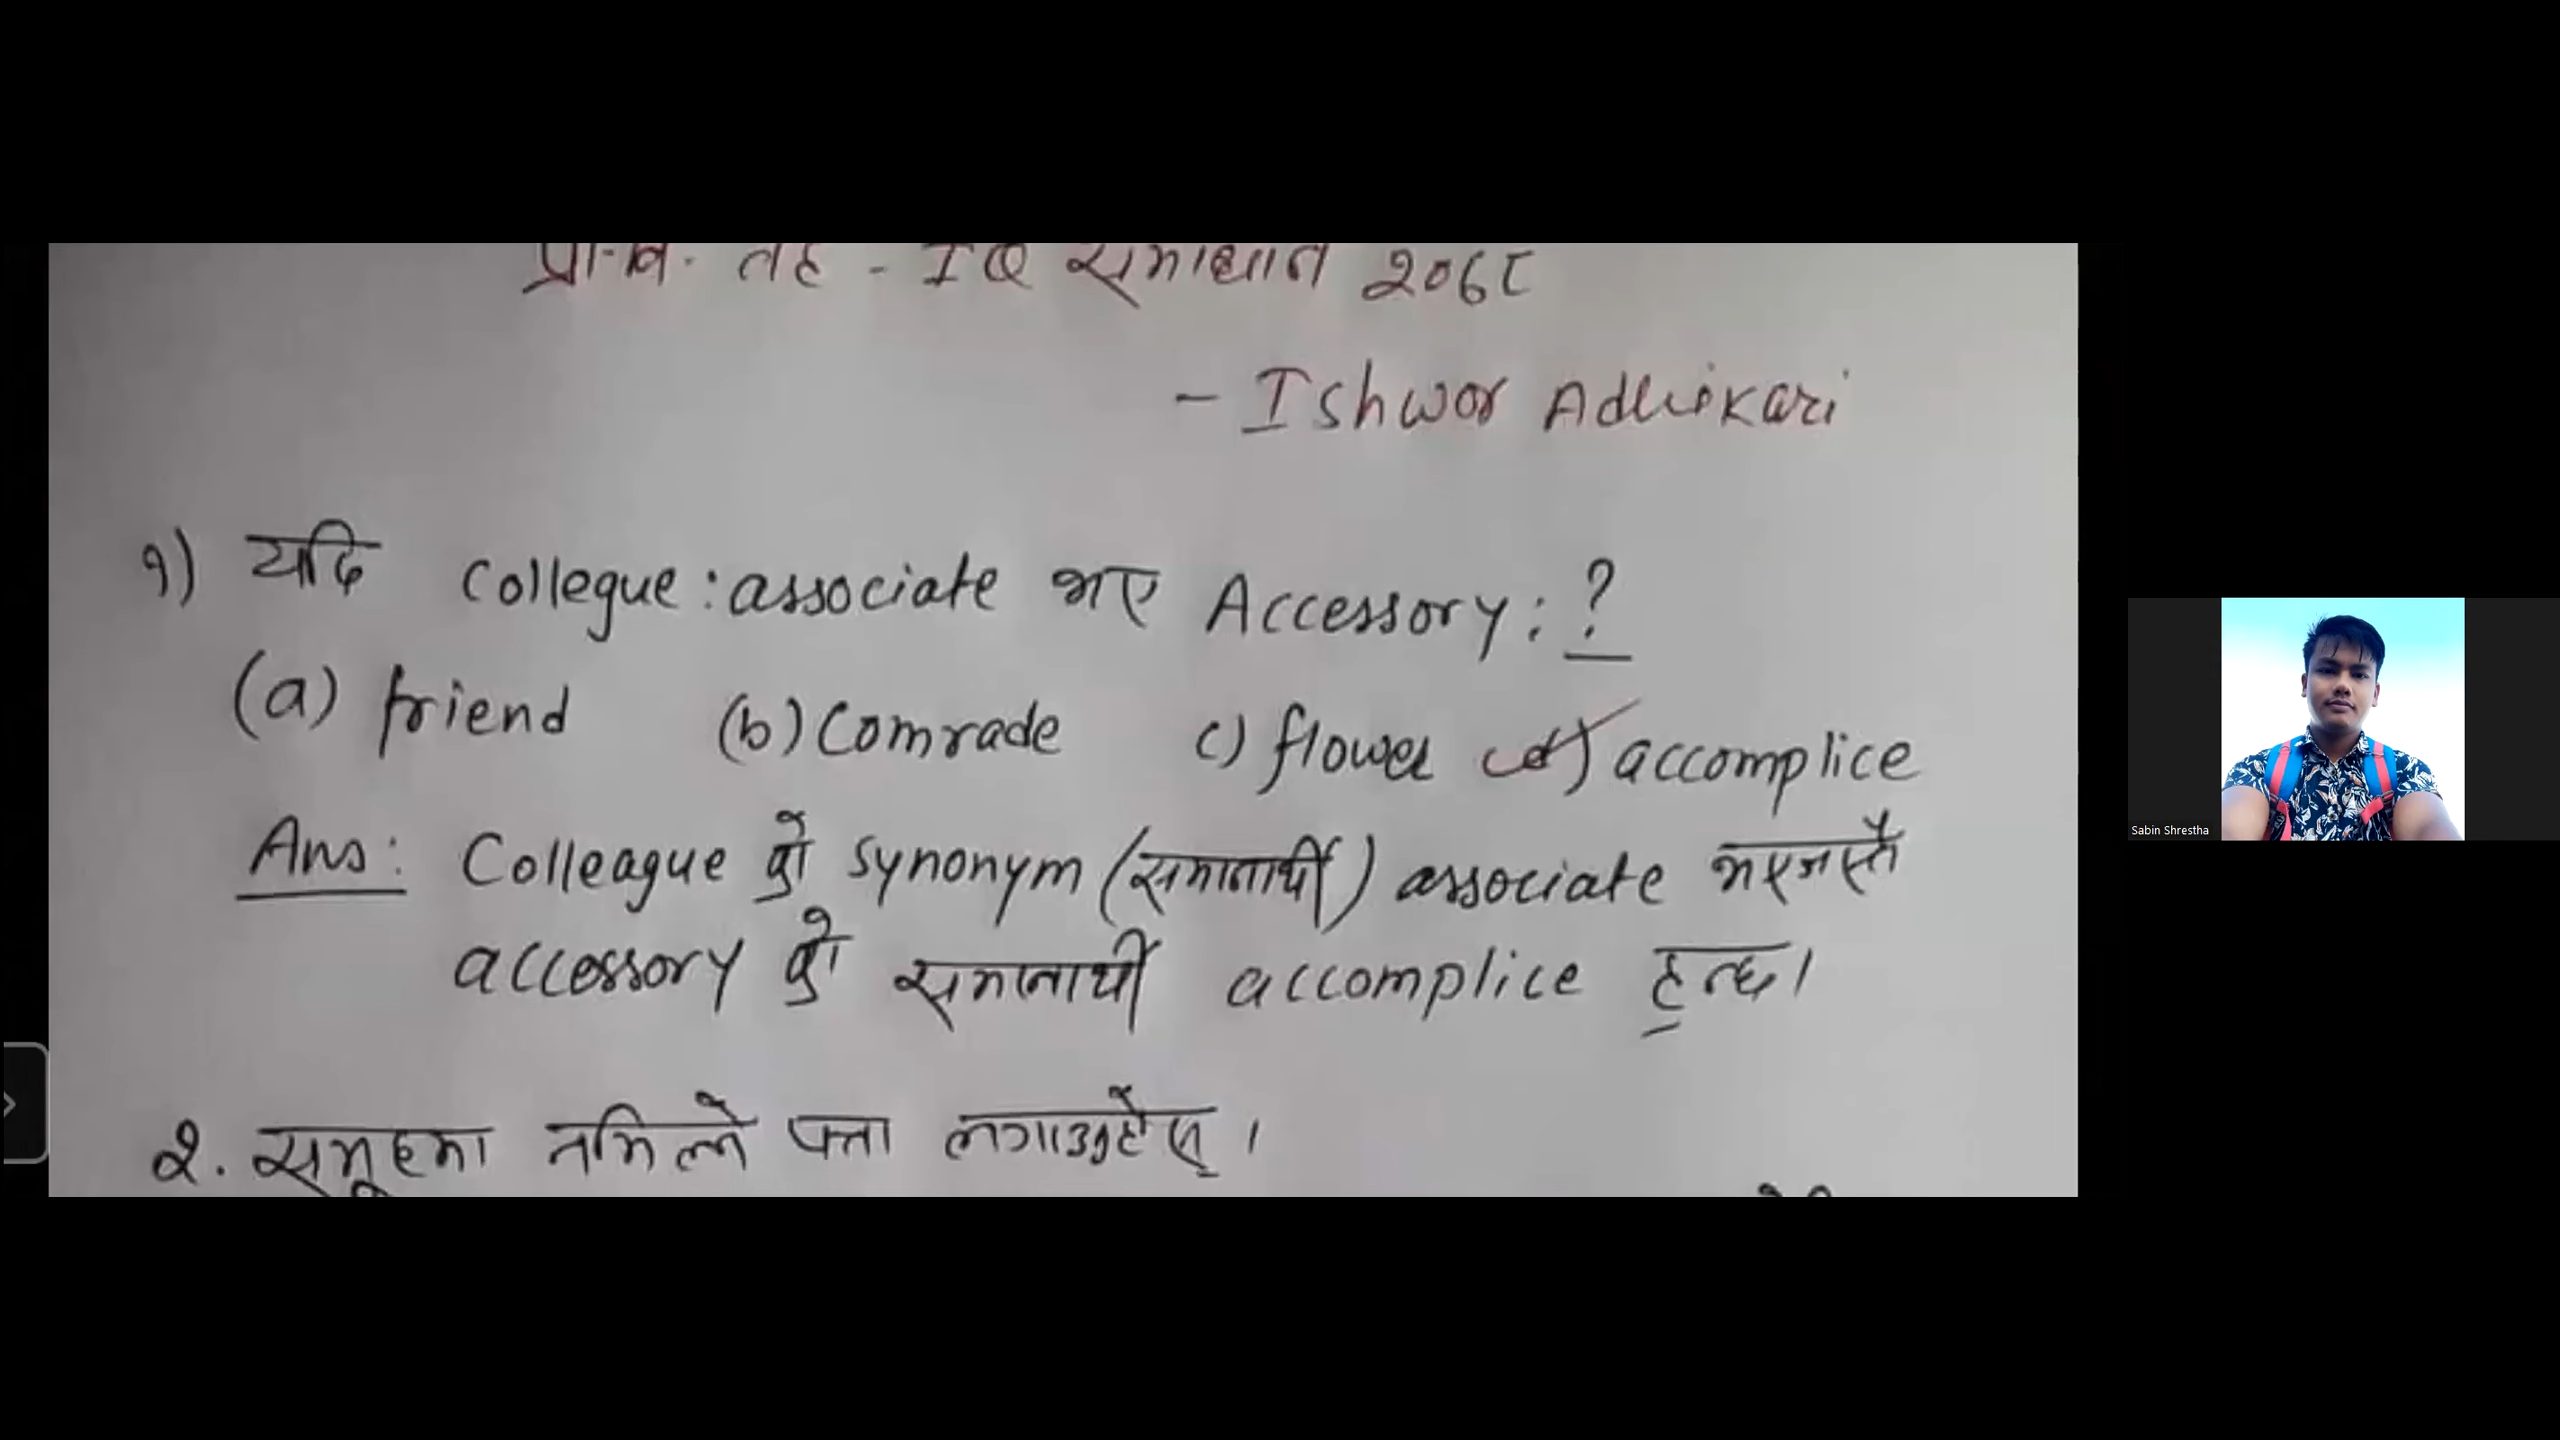 प्रा.वि. तह - IQ समाधान २०६८
- Ishwor Adhikari
१) यदि Collegue : associate भए Accessory : ?
(a) friend (b) Comrade c) flower d) accomplice
Ans: Colleague को synonym (समानार्थी) associate भएजस्तै
accessory को समानार्थी accomplice हुन्छ।
२. समूहमा नमिल्ने पत्ता लगाउनुहोस् ।
Sabin Shrestha